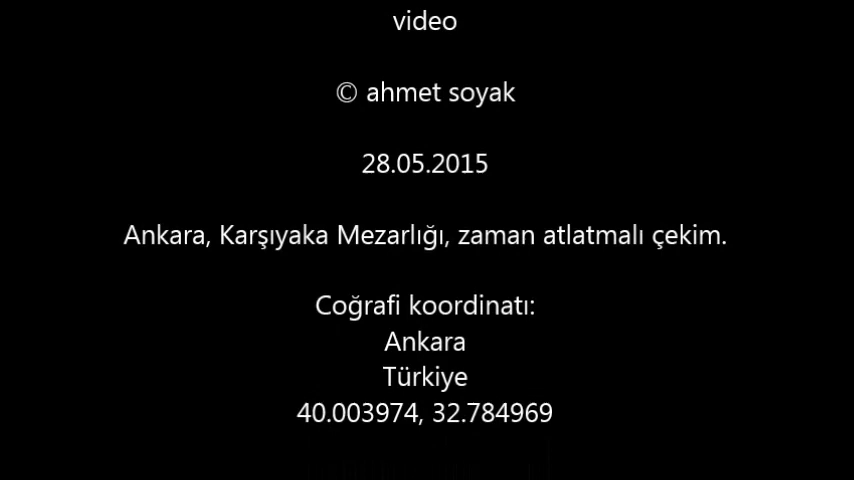 video
© ahmet soyak
28.05.2015
Ankara, Karşıyaka Mezarlığı, zaman atlatmalı çekim.
Coğrafi koordinatı:
Ankara
Türkiye
40.003974, 32.784969